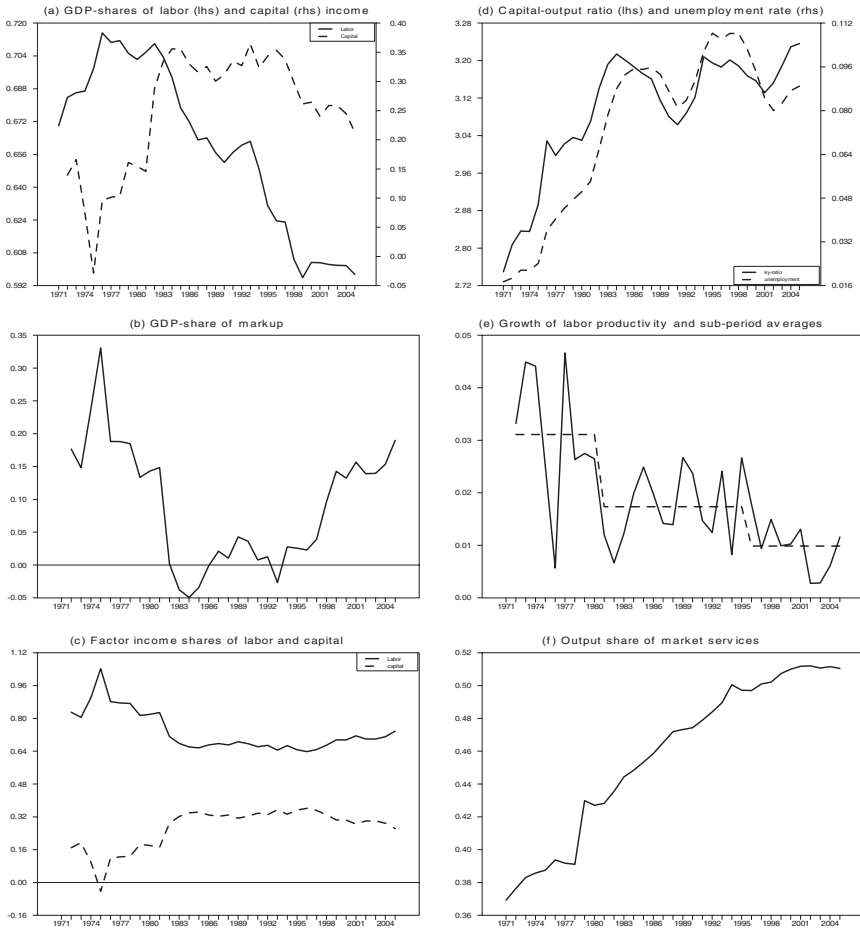 (a) GDP-shares of labor (lhs) and capital (rhs) income
0.720 0.40
Labor
Capital
0.704 0.35
0.688 0.30
0.672 0.25
0.20
0.656 0.15
0.640 0.10
0.624 0.05
0.608 0.00
0.592 -0.05
1971 1974 1977 1980 1983 1986 1989 1992 1995 1998 2001 2004
(d) Capital-output ratio (lhs) and unemployment rate (rhs)
3.28 0.112
3.20 0.096
3.12 0.080
3.04 0.064
2.96
2.88 0.048
2.80 0.032
ky-ratio
unemployment
2.72 0.016
1971 1974 1977 1980 1983 1986 1989 1992 1995 1998 2001 2004
(b) GDP-share of markup
0.35
0.30
0.25
0.20
0.15
0.10
0.05
0.00
-0.05
1971 1974 1977 1980 1983 1986 1989 1992 1995 1998 2001 2004
(e) Growth of labor productivity and sub-period averages
0.05
0.04
0.03
0.02
0.01
0.00
1971 1974 1977 1980 1983 1986 1989 1992 1995 1998 2001 2004
(c) Factor income shares of labor and capital
1.12
Labor
capital
0.96
0.80
0.64
0.48
0.32
0.16
0.00
-0.16
1971 1974 1977 1980 1983 1986 1989 1992 1995 1998 2001 2004
(f) Output share of market services
0.52
0.50
0.48
0.46
0.44
0.42
0.40
0.38
0.36
1971 1974 1977 1980 1983 1986 1989 1992 1995 1998 2001 2004